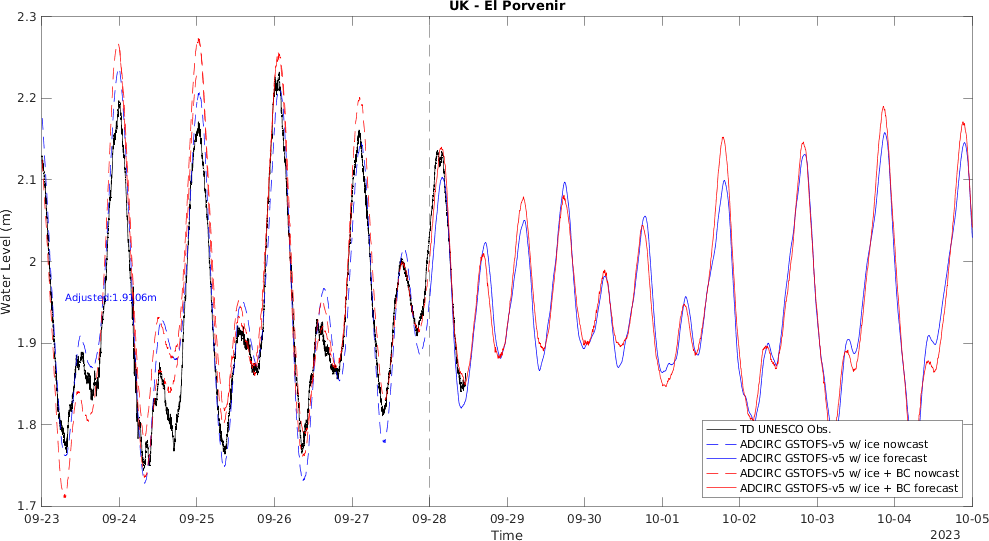 UK - El Porvenir
2.3
2.2
2.1
2
1.9
1.8
1.7
Water Level (m)
Adjusted:1.9106m
TD UNESCO Obs.
ADCIRC GSTOFS-v5 w/ ice nowcast
ADCIRC GSTOFS-v5 w/ ice forecast
ADCIRC GSTOFS-v5 w/ ice + BC nowcast
ADCIRC GSTOFS-v5 w/ ice + BC forecast
09-23 09-24 09-25 09-26 09-27 09-28 09-29 09-30 10-01 10-02 10-03 10-04 10-05
Time
2023